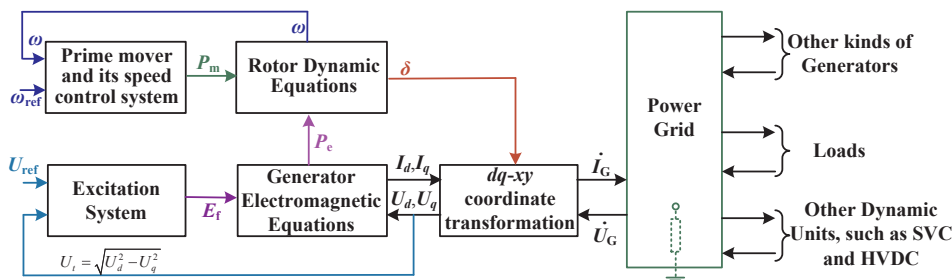 ω
ω
Prime mover
and its speed
control system
ω_ref
P_m
Rotor Dynamic
Equations
δ
P_e
U_ref
Excitation
System
E_f
Generator
Electromagnetic
Equations
I_d,I_q
U_d,U_q
dq-xy
coordinate
transformation
İ_G
U̇_G
U_t = √(U_d^2 − U_q^2)
Power
Grid
Other kinds of
Generators
Loads
Other Dynamic
Units, such as SVC
and HVDC